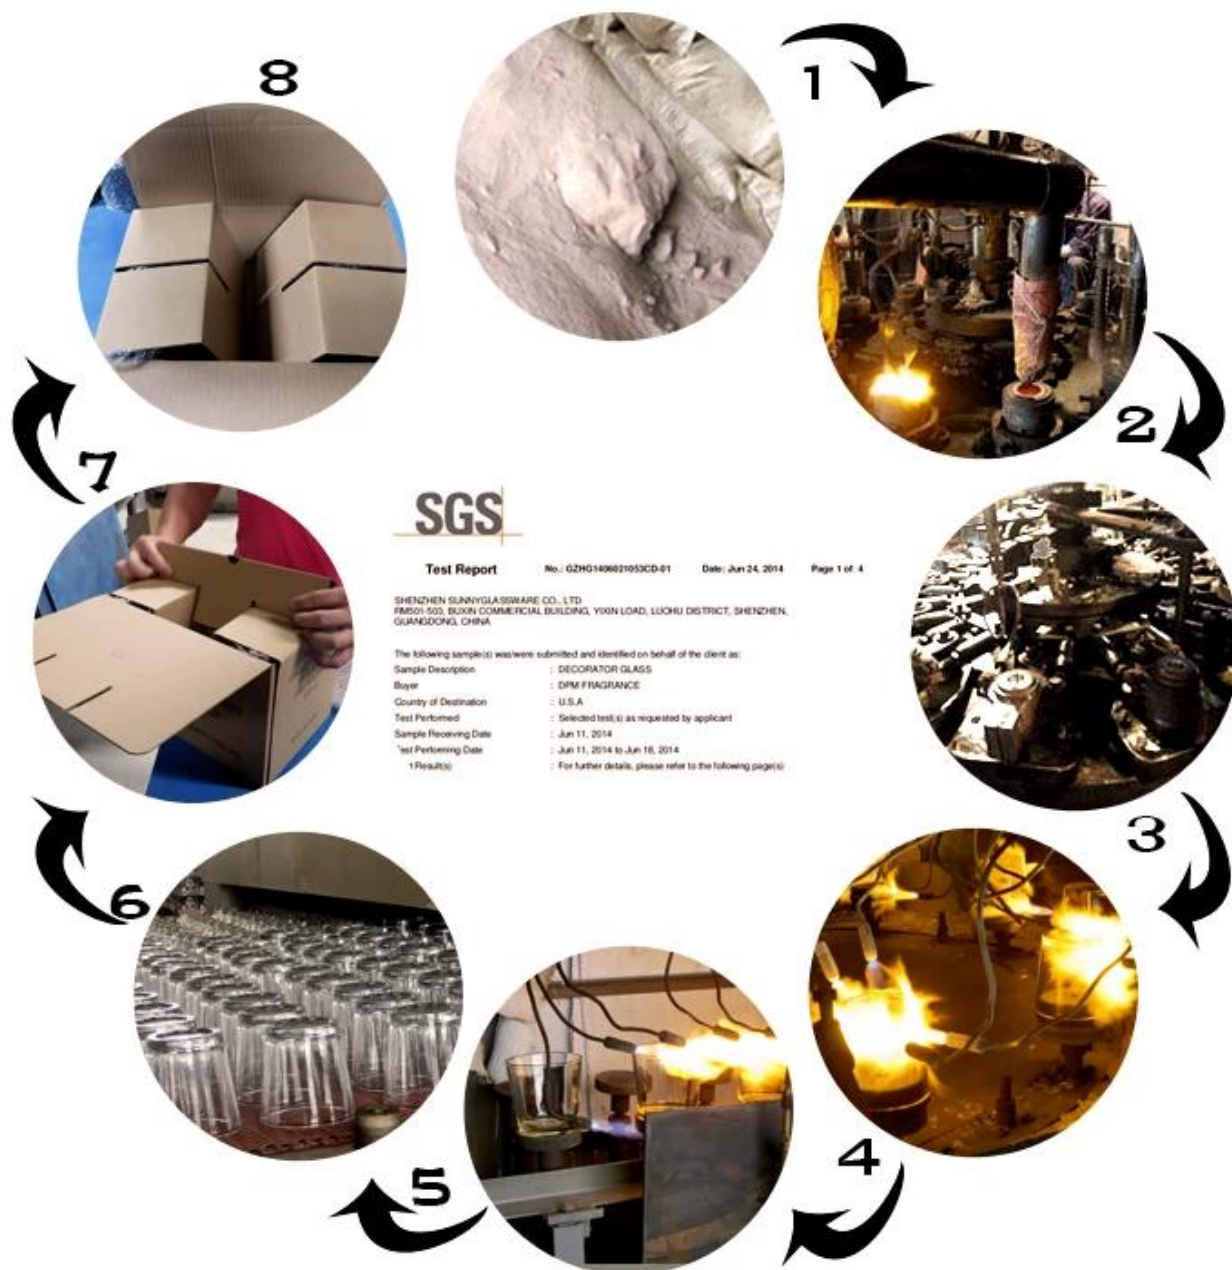 8
1
2
7
SGS
Test Report No.: GZHG1406021053CD-01 Date: Jun 24, 2014 Page 1 of 4
SHENZHEN SUNNYGLASSWARE CO., LTD
RM501-503, BUXIN COMMERCIAL BUILDING, YIXIN LOAD, LUOHU DISTRICT, SHENZHEN,
GUANGDONG, CHINA
The following sample(s) was/were submitted and identified on behalf of the client as:
Sample Description : DECORATOR GLASS
Buyer : DPM FRAGRANCE
Country of Destination : U.S.A
Test Performed : Selected test(s) as requested by applicant
Sample Receiving Date : Jun 11, 2014
Test Performing Date : Jun 11, 2014 to Jun 18, 2014
t Result(s) : For further details, please refer to the following page(s)
3
6
4
5